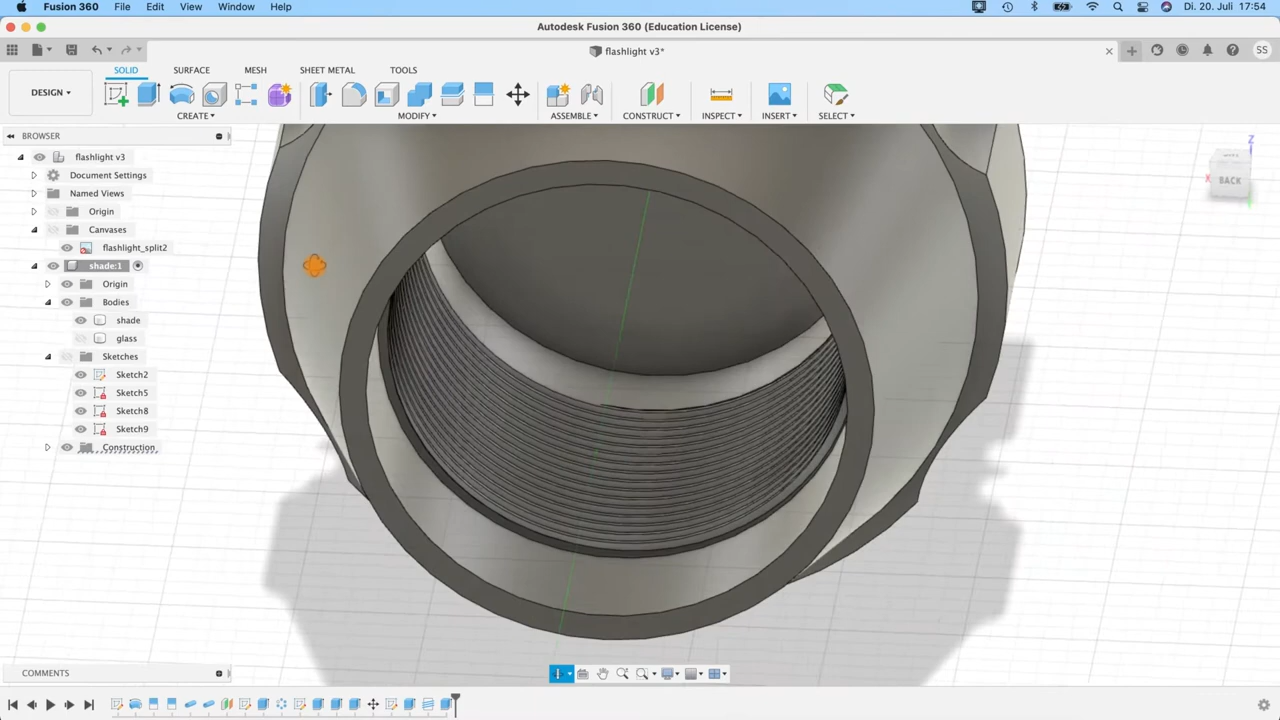 Fusion 360 File Edit View Window Help Di. 20. Juli 17:54
Autodesk Fusion 360 (Education License)
flashlight v3*
SS
SOLID SURFACE MESH SHEET METAL TOOLS
DESIGN▾
CREATE▾ MODIFY▾ ASSEMBLE▾ CONSTRUCT▾ INSPECT▾ INSERT▾ SELECT▾
BROWSER
flashlight v3
Document Settings
Named Views
Origin
Canvases
flashlight_split2
shade:1
Origin
Bodies
shade
glass
Sketches
Sketch2
Sketch5
Sketch8
Sketch9
Construction
Z
X
BACK
COMMENTS